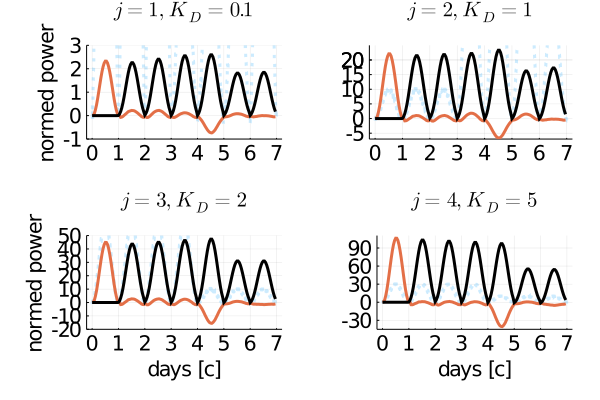 j = 1, K_D = 0.1
j = 2, K_D = 1
normed power
3
2
1
0
-1
20
15
10
5
0
-5
0 1 2 3 4 5 6 7
0 1 2 3 4 5 6 7
j = 3, K_D = 2
j = 4, K_D = 5
normed power
50
40
30
20
10
0
-10
-20
90
60
30
0
-30
0 1 2 3 4 5 6 7
0 1 2 3 4 5 6 7
days [c]
days [c]